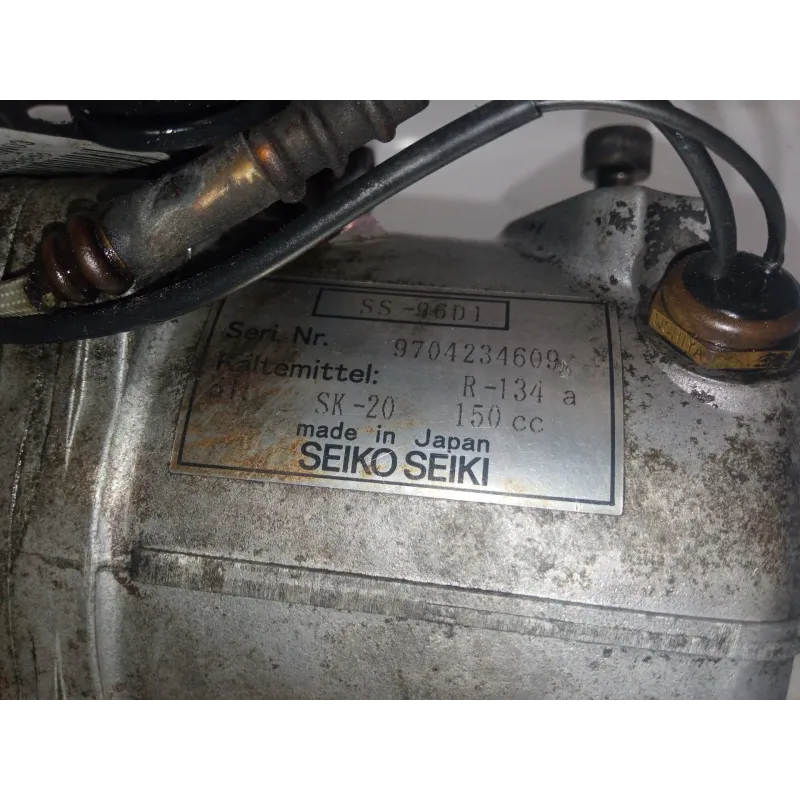 SS-96D1
Seri. Nr. 9704234609
Kältemittel: R-134 a
SK-20 150 cc
made in Japan
SEIKO SEIKI